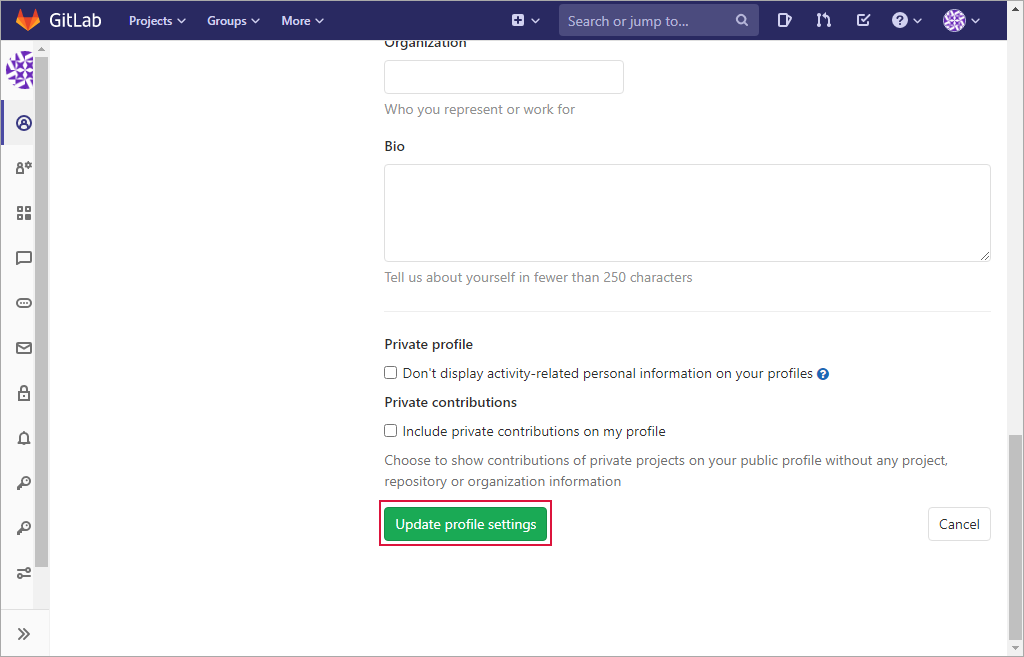 GitLab Projects Groups More Search or jump to...
Organization
Who you represent or work for
Bio
Tell us about yourself in fewer than 250 characters
Private profile
Don't display activity-related personal information on your profiles
Private contributions
Include private contributions on my profile
Choose to show contributions of private projects on your public profile without any project,
repository or organization information
Update profile settings Cancel